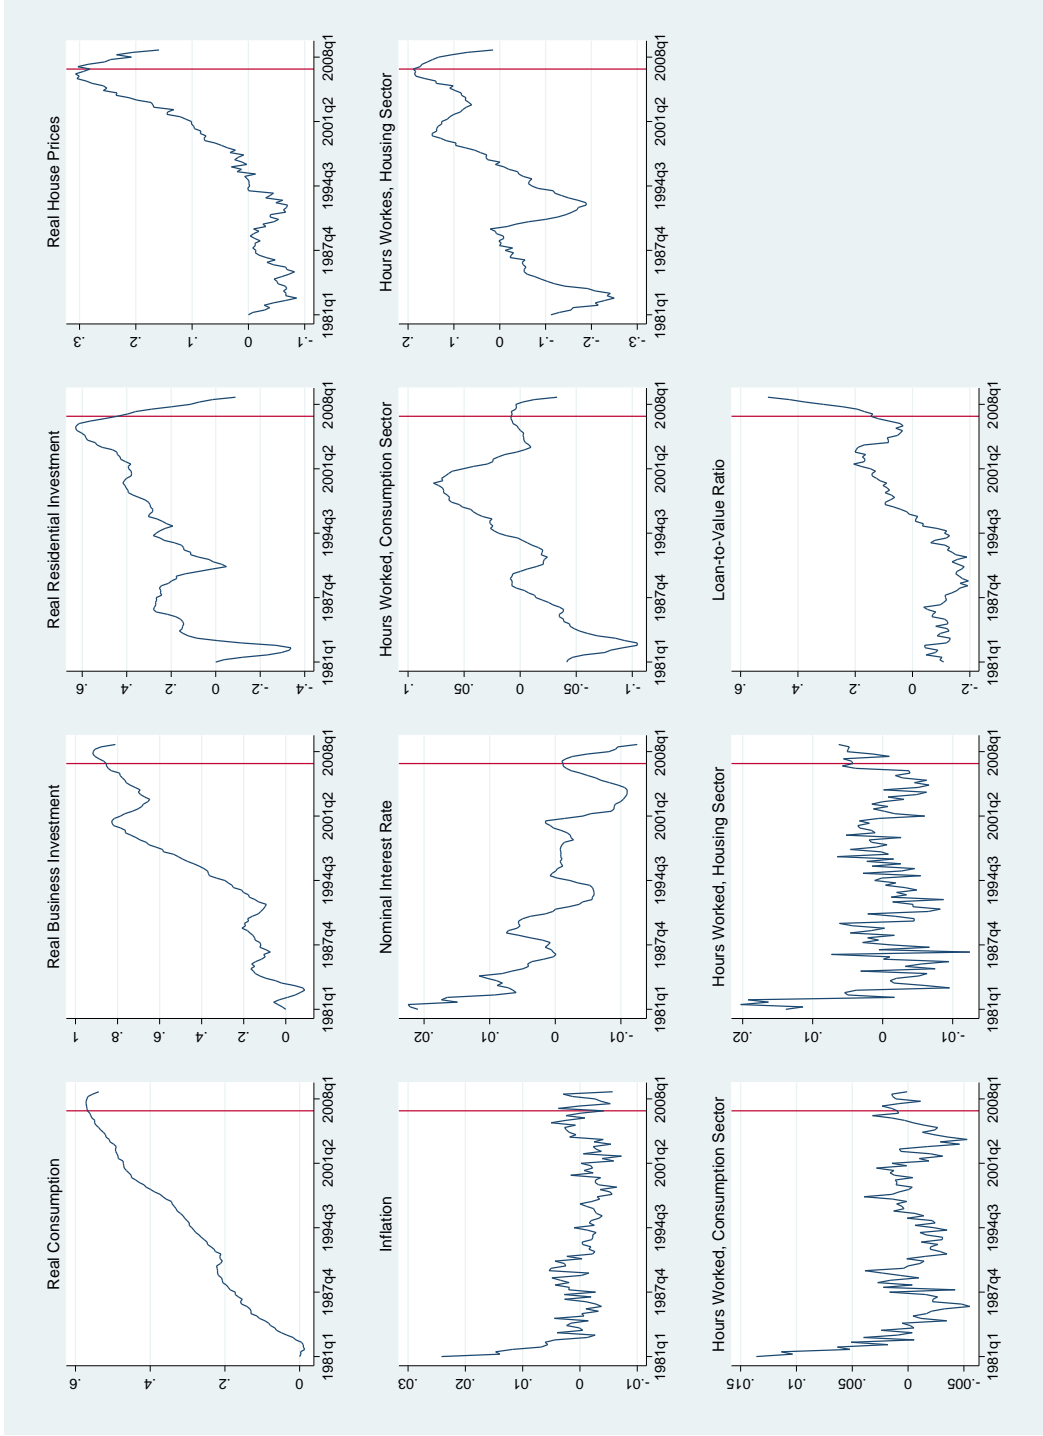 Real Consumption
.6
.4
.2
0
1981q1 1987q4 1994q3 2001q2 2008q1
Real Business Investment
1
.8
.6
.4
.2
0
1981q1 1987q4 1994q3 2001q2 2008q1
Real Residential Investment
.6
.4
.2
0
-.2
-.4
1981q1 1987q4 1994q3 2001q2 2008q1
Real House Prices
.3
.2
.1
0
-.1
1981q1 1987q4 1994q3 2001q2 2008q1
Inflation
.03
.02
.01
0
-.01
1981q1 1987q4 1994q3 2001q2 2008q1
Nominal Interest Rate
.02
.01
0
-.01
1981q1 1987q4 1994q3 2001q2 2008q1
Hours Worked, Consumption Sector
.1
.05
0
-.05
-.1
1981q1 1987q4 1994q3 2001q2 2008q1
Hours Workes, Housing Sector
.2
.1
0
-.1
-.2
-.3
1981q1 1987q4 1994q3 2001q2 2008q1
Hours Worked, Consumption Sector
.015
.01
.005
0
-.005
1981q1 1987q4 1994q3 2001q2 2008q1
Hours Worked, Housing Sector
.02
.01
0
-.01
1981q1 1987q4 1994q3 2001q2 2008q1
Loan-to-Value Ratio
.6
.4
.2
0
-.2
1981q1 1987q4 1994q3 2001q2 2008q1